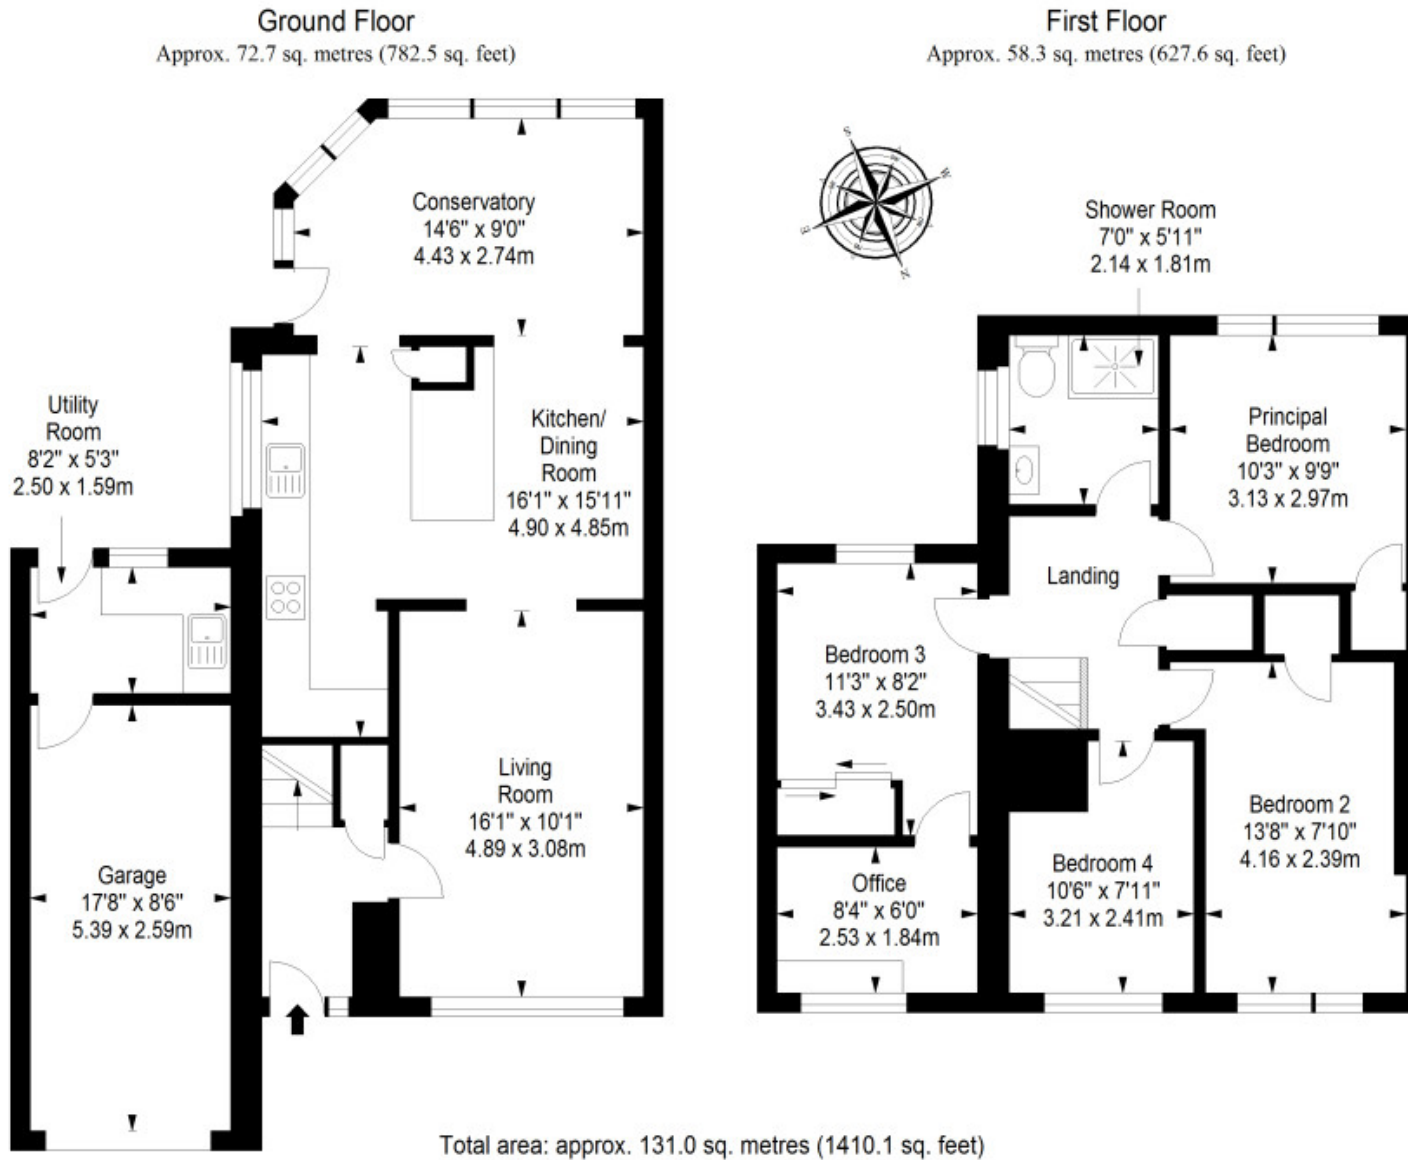 Ground Floor
Approx. 72.7 sq. metres (782.5 sq. feet)
First Floor
Approx. 58.3 sq. metres (627.6 sq. feet)
Conservatory
14'6" x 9'0"
4.43 x 2.74m
Utility
Room
8'2" x 5'3"
2.50 x 1.59m
Kitchen/
Dining
Room
16'1" x 15'11"
4.90 x 4.85m
Living
Room
16'1" x 10'1"
4.89 x 3.08m
Garage
17'8" x 8'6"
5.39 x 2.59m
S
W
E
N
Shower Room
7'0" x 5'11"
2.14 x 1.81m
Principal
Bedroom
10'3" x 9'9"
3.13 x 2.97m
Landing
Bedroom 3
11'3" x 8'2"
3.43 x 2.50m
Bedroom 2
13'8" x 7'10"
4.16 x 2.39m
Bedroom 4
10'6" x 7'11"
3.21 x 2.41m
Office
8'4" x 6'0"
2.53 x 1.84m
Total area: approx. 131.0 sq. metres (1410.1 sq. feet)